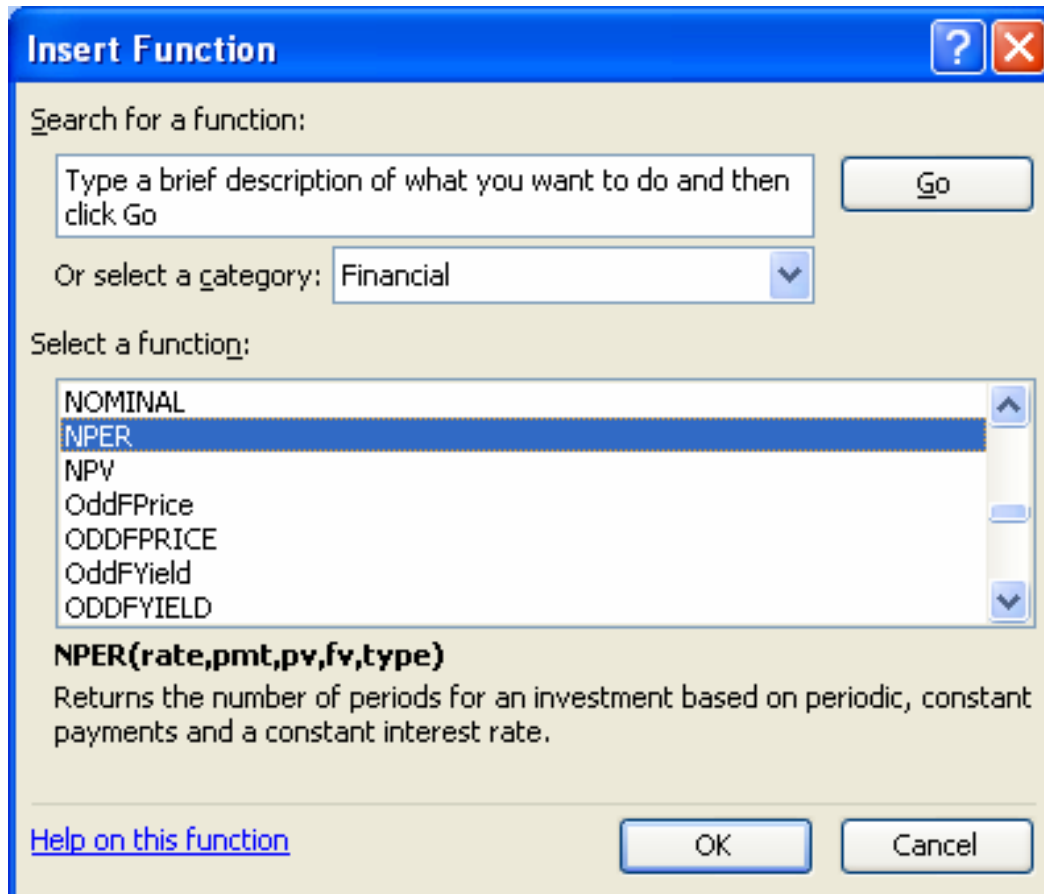 Insert Function
Search for a function:
Type a brief description of what you want to do and then
click Go
Go
Or select a category: Financial
Select a function:
NOMINAL
NPER
NPV
OddFPrice
ODDFPRICE
OddFYield
ODDFYIELD
NPER(rate,pmt,pv,fv,type)
Returns the number of periods for an investment based on periodic, constant
payments and a constant interest rate.
Help on this function
OK
Cancel